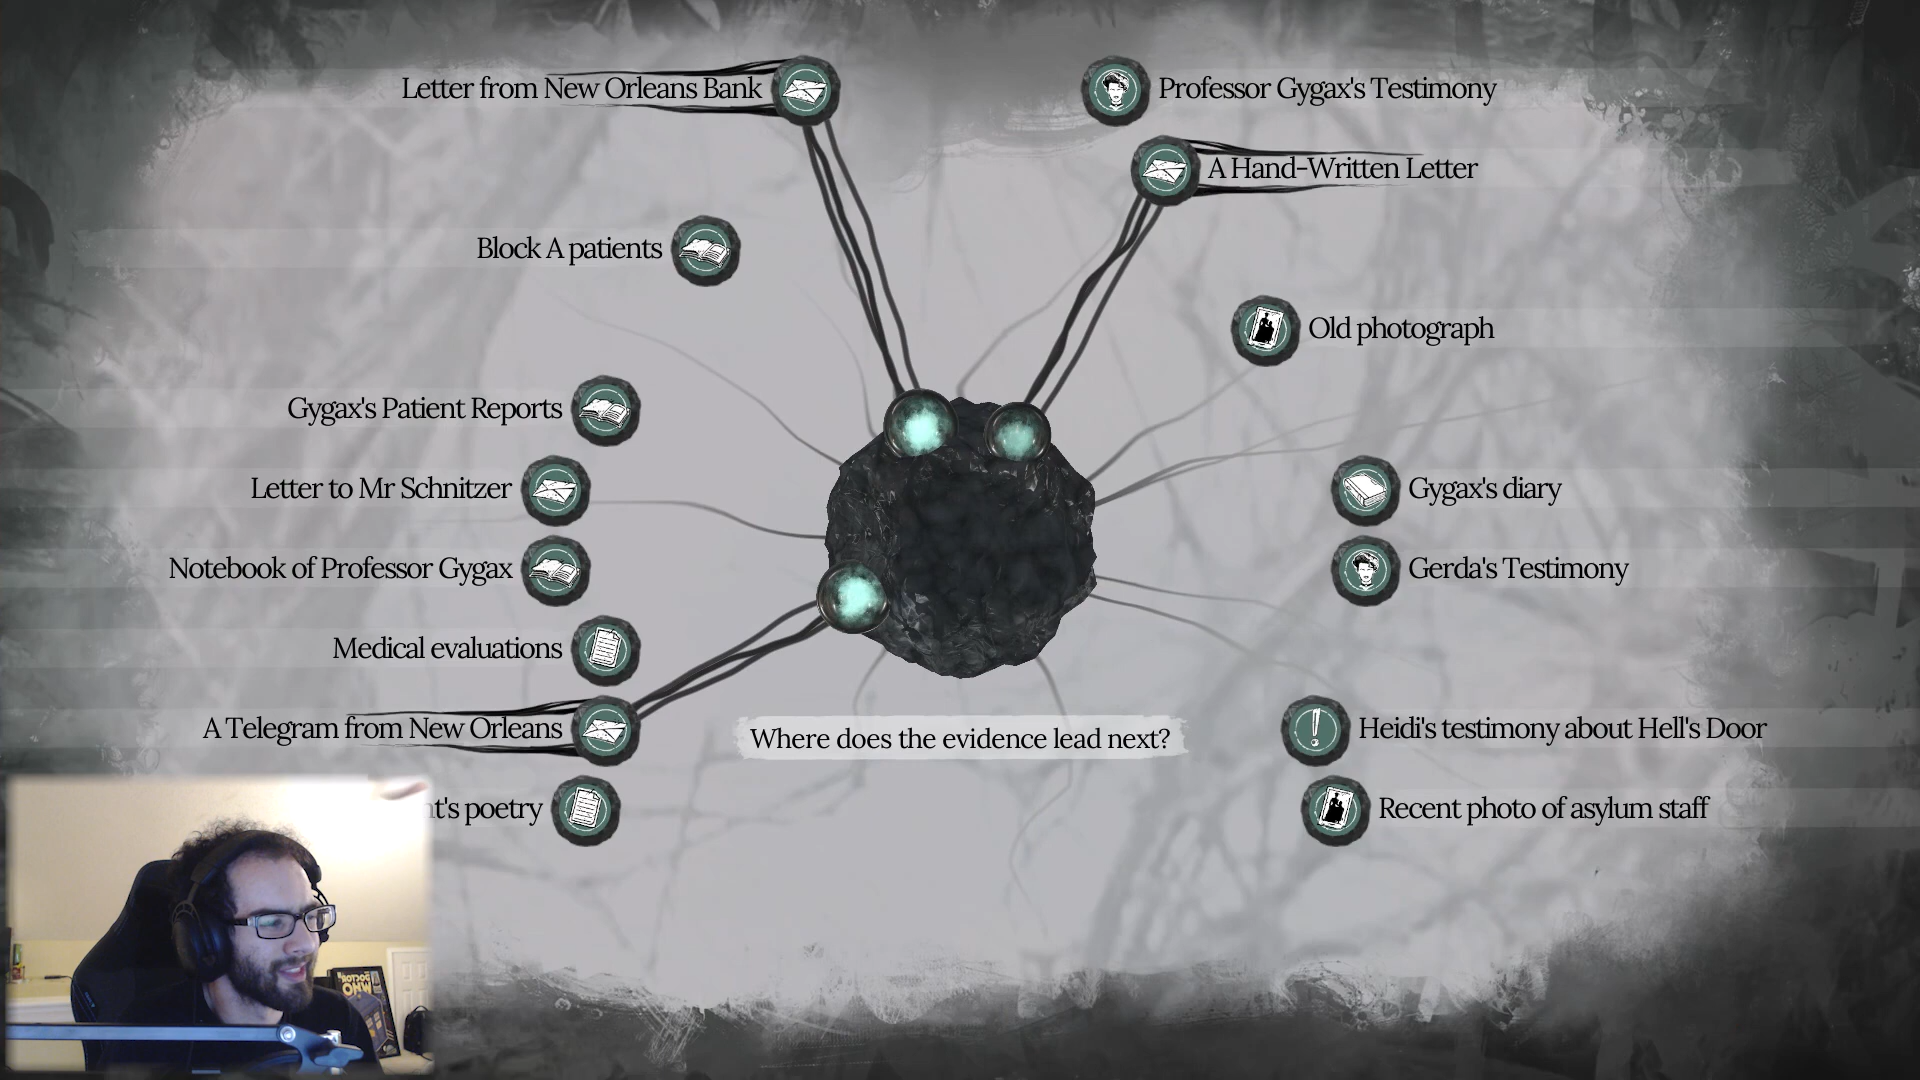 Letter from New Orleans Bank
Professor Gygax's Testimony
A Hand-Written Letter
Block A patients
Old photograph
Gygax's Patient Reports
Letter to Mr Schnitzer
Gygax's diary
Notebook of Professor Gygax
Gerda's Testimony
Medical evaluations
A Telegram from New Orleans
Where does the evidence lead next?
Heidi's testimony about Hell's Door
poetry
Recent photo of asylum staff
DOCTOR
WHO